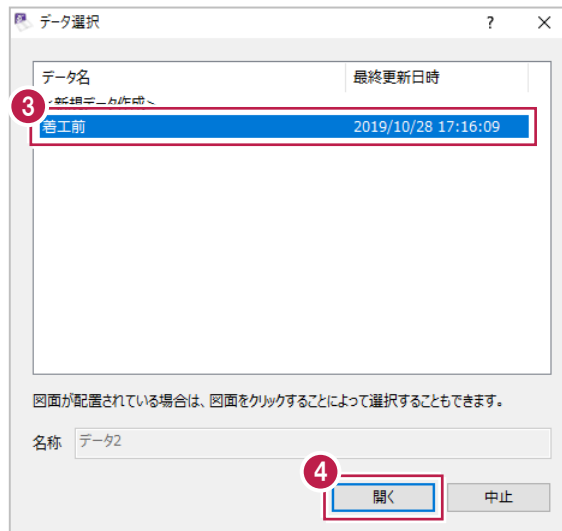 データ選択 ? ×
データ名 最終更新日時
<新規データ作成>
3
着工前 2019/10/28 17:16:09
図面が配置されている場合は、図面をクリックすることによって選択することもできます。
名称 データ2
4
開く 中止